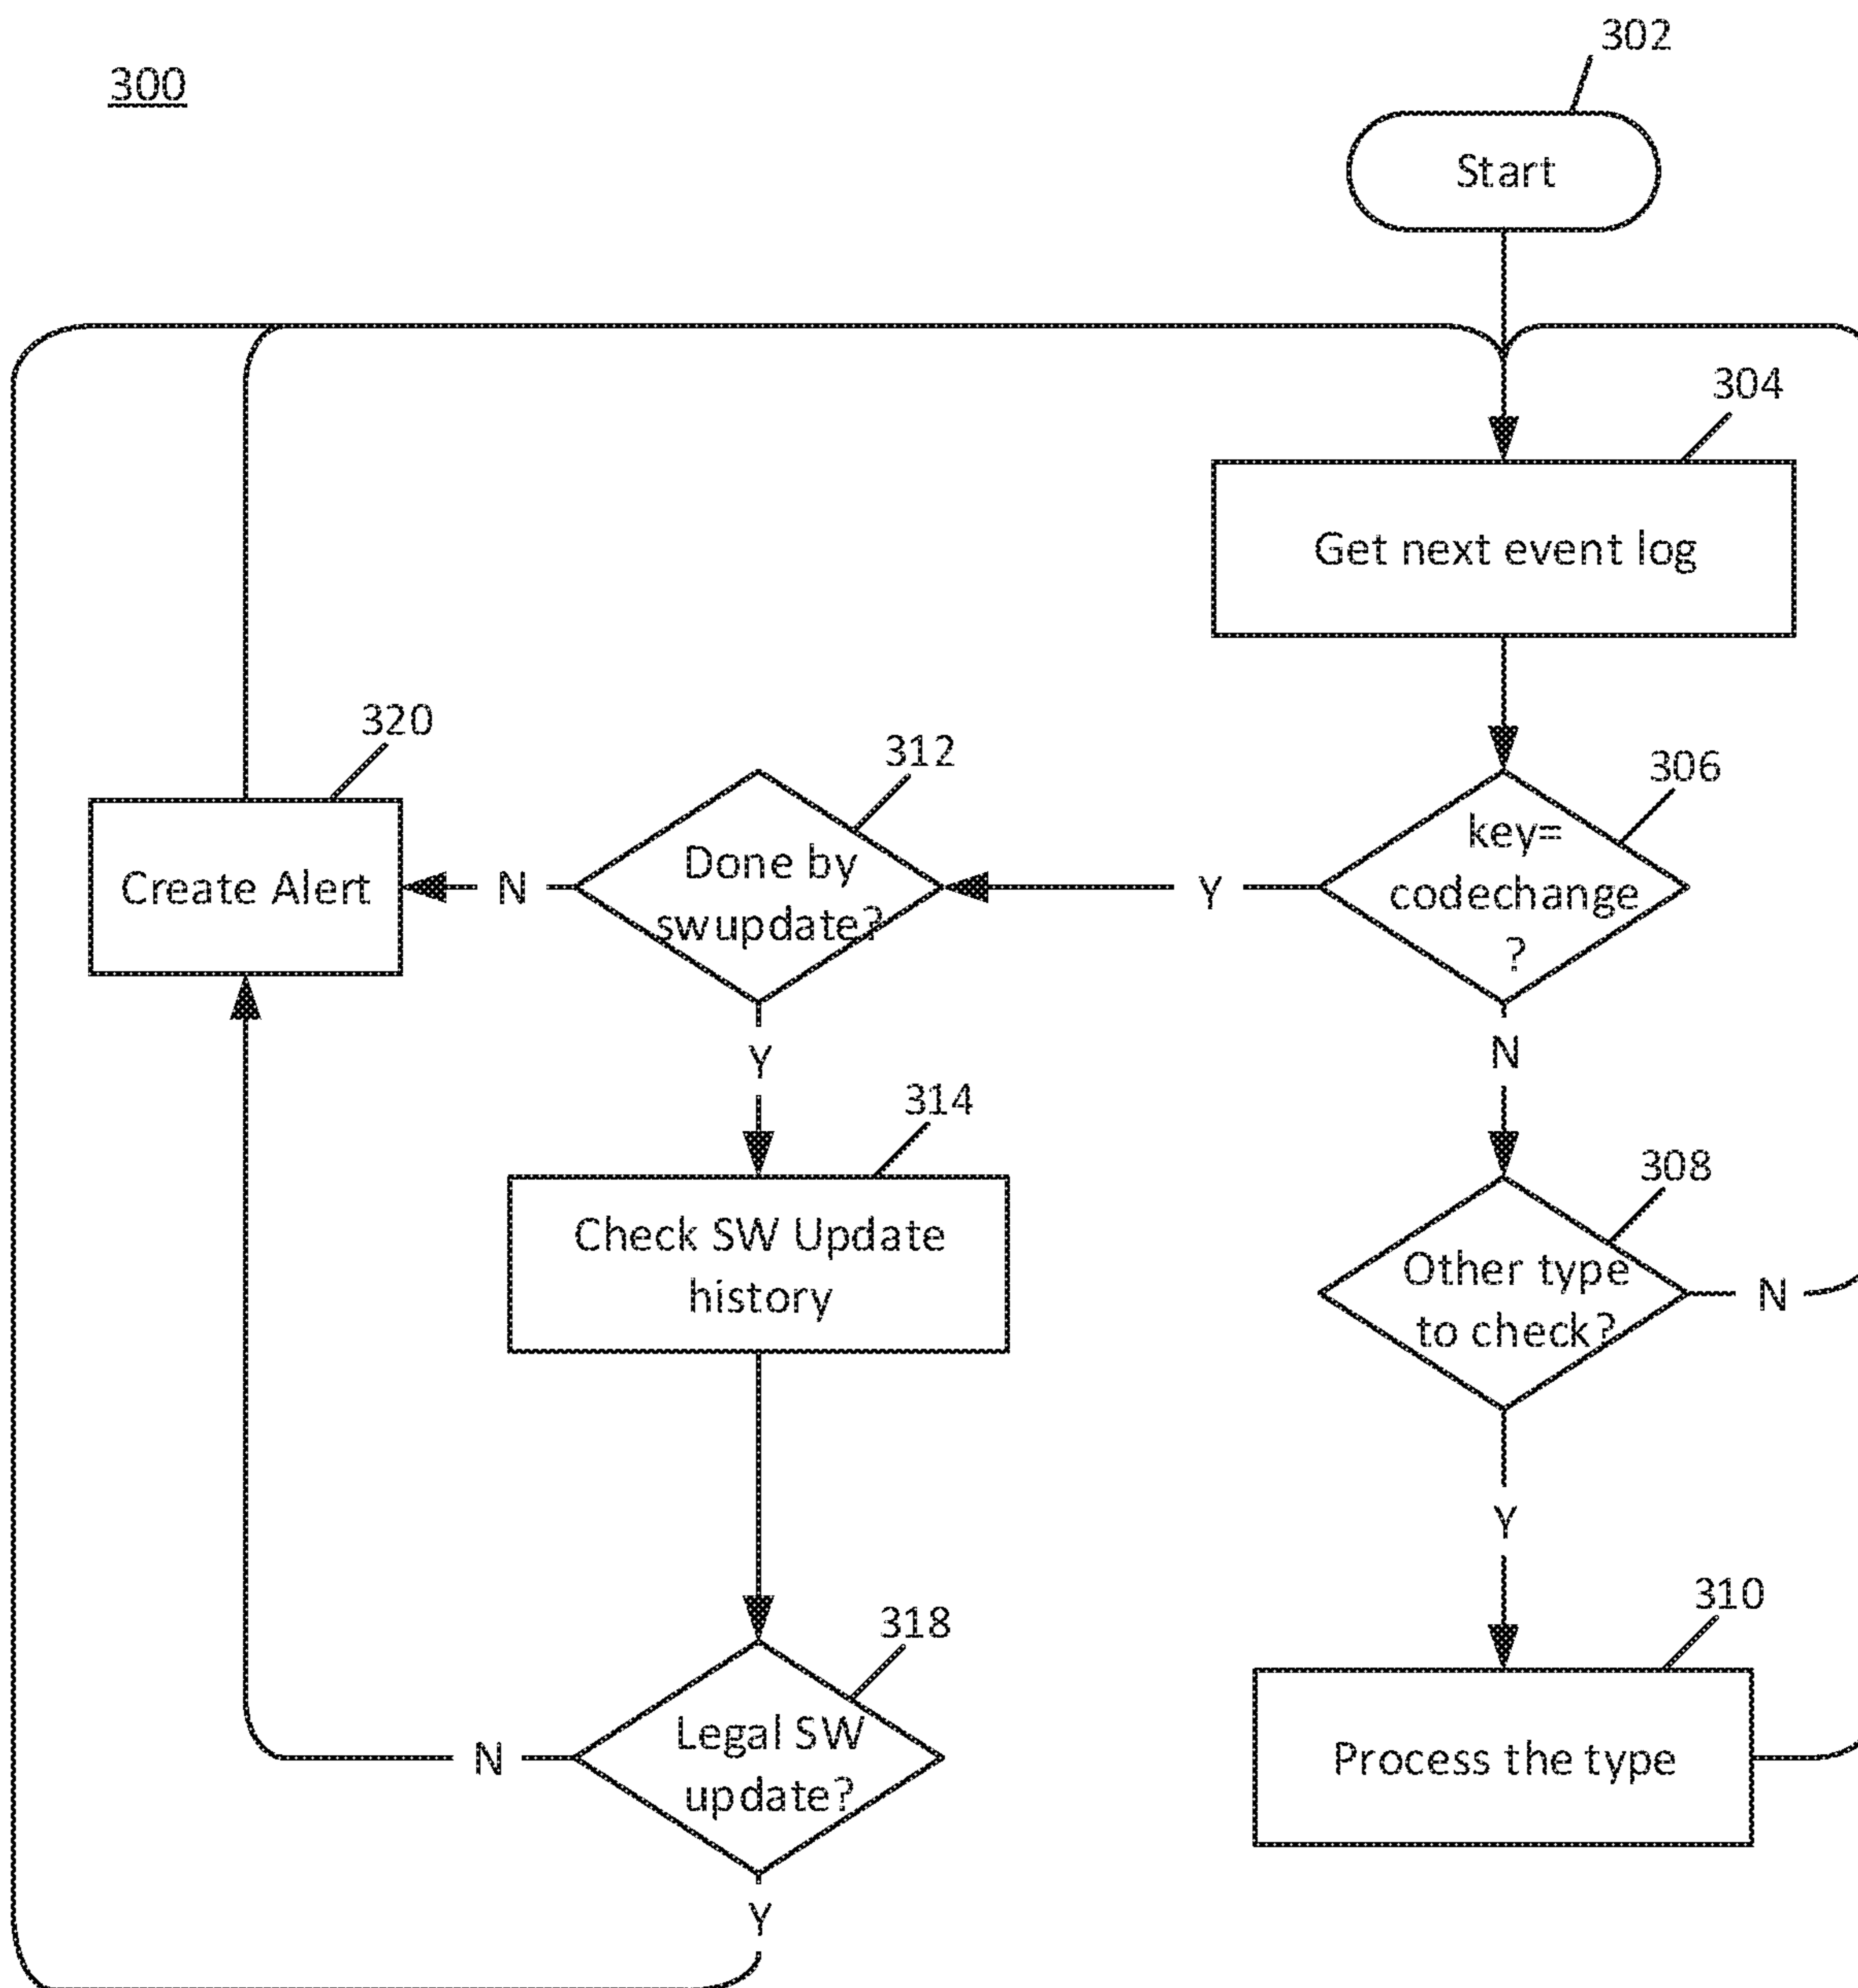 300
302
Start
304
Get next event log
306
key=
codechange
?
Y
N
312
Done by
swupdate?
N
Y
320
Create Alert
314
Check SW Update
history
308
Other type
to check?
N
Y
318
Legal SW
update?
N
Y
310
Process the type